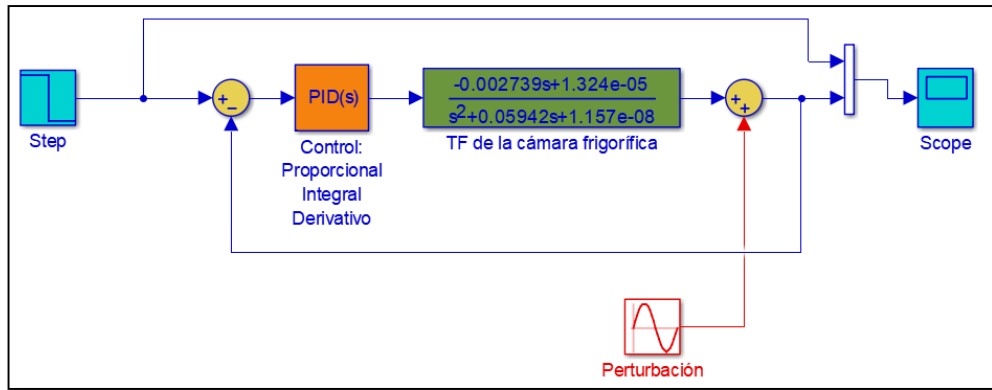 Step
+
−
PID(s)
Control:
Proporcional
Integral
Derivativo
-0.002739s+1.324e-05
s²+0.05942s+1.157e-08
TF de la cámara frigorífica
+
+
Scope
Perturbación